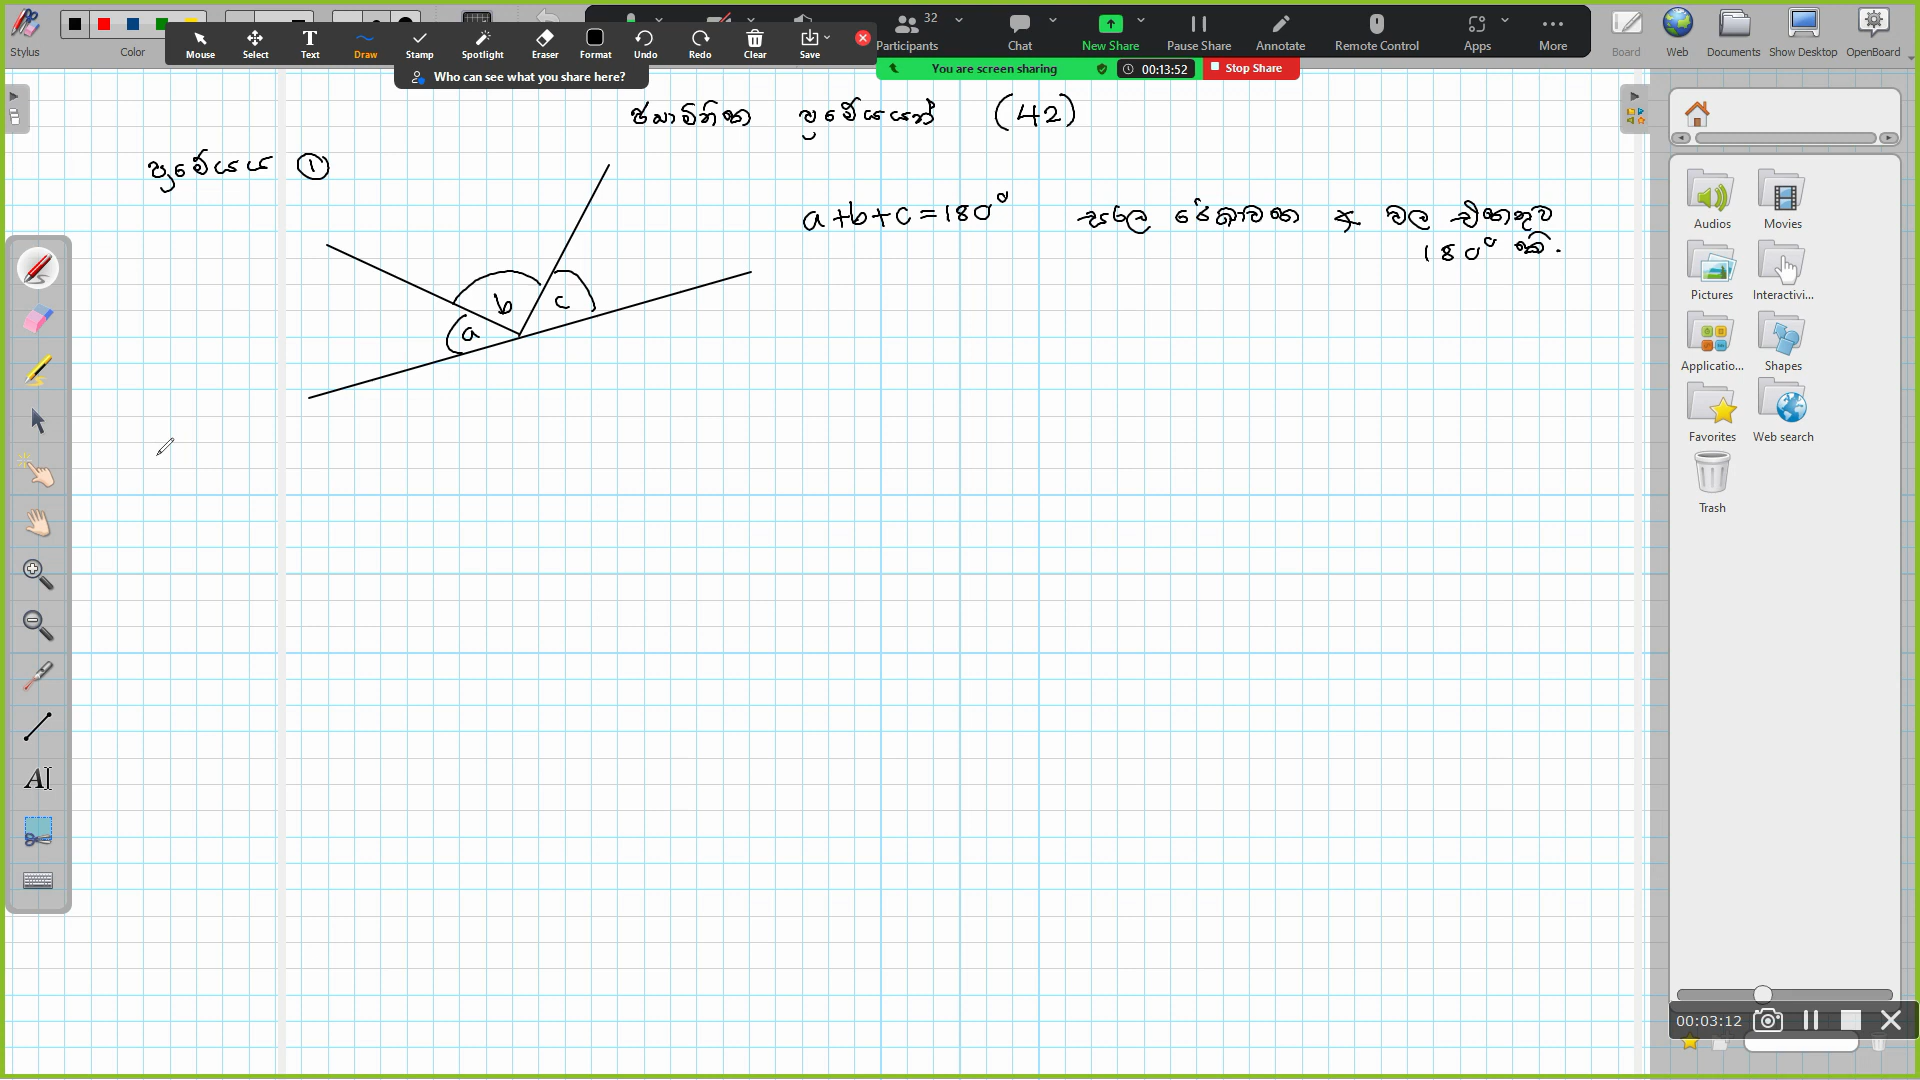 Stylus
Color
Mouse Select Text Draw Stamp Spotlight Eraser Format Undo Redo Clear Save
Who can see what you share here?
32
Participants Chat New Share Pause Share Annotate Remote Control Apps More
You are screen sharing 00:13:52 Stop Share
Board Web Documents Show Desktop OpenBoard
ජ්‍යාමිතික ප්‍රමේයයන් (42)
ප්‍රමේයය 1
a+b+c=180° සරල රේඛාවක
180° කි.
a b c
Audios Movies
Pictures Interactivi...
Applicatio... Shapes
Favorites Web search
Trash
00:03:12